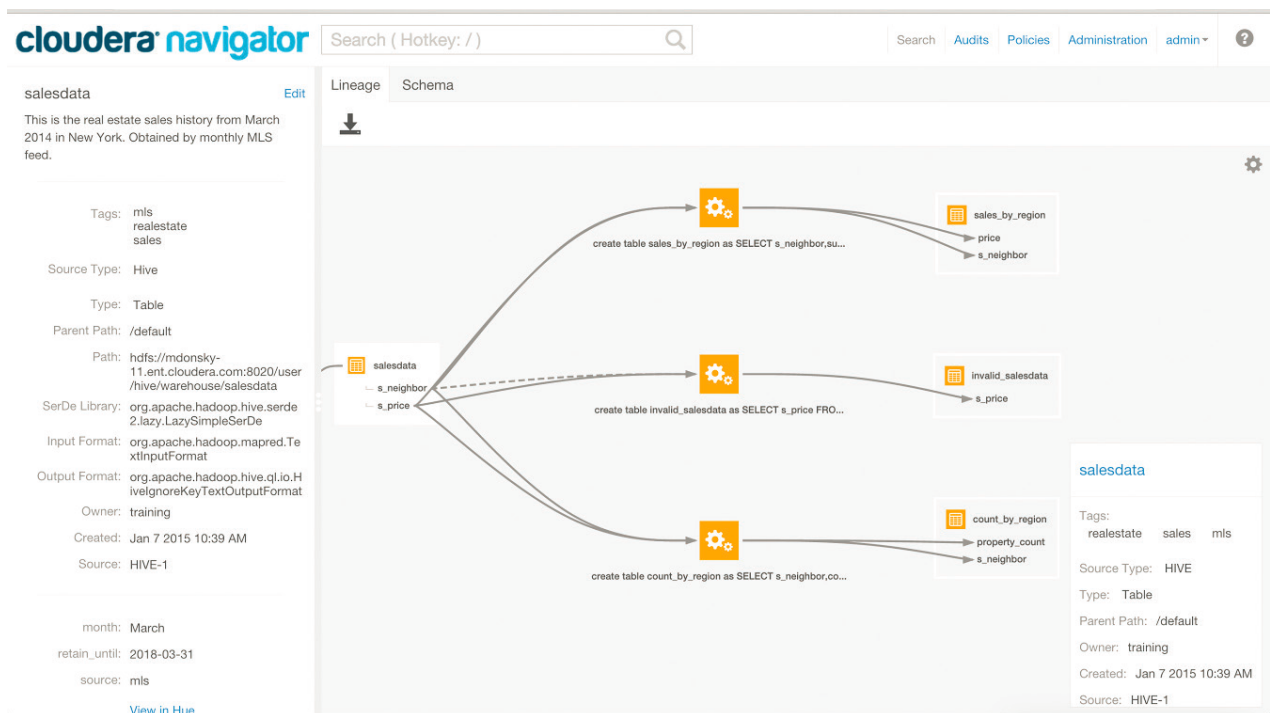 cloudera navigator
Search ( Hotkey: / )
Search Audits Policies Administration admin ?
salesdata Edit
This is the real estate sales history from March
2014 in New York. Obtained by monthly MLS
feed.
Tags: mls
realestate
sales
Source Type: Hive
Type: Table
Parent Path: /default
Path: hdfs://mdonsky-
11.ent.cloudera.com:8020/user
/hive/warehouse/salesdata
SerDe Library: org.apache.hadoop.hive.serde
2.lazy.LazySimpleSerDe
Input Format: org.apache.hadoop.mapred.Te
xtInputFormat
Output Format: org.apache.hadoop.hive.ql.io.H
iveIgnoreKeyTextOutputFormat
Owner: training
Created: Jan 7 2015 10:39 AM
Source: HIVE-1
month: March
retain_until: 2018-03-31
source: mls
View in Hue
Lineage Schema
salesdata
s_neighbor
s_price
create table sales_by_region as SELECT s_neighbor,su...
create table invalid_salesdata as SELECT s_price FRO...
create table count_by_region as SELECT s_neighbor,co...
sales_by_region
price
s_neighbor
invalid_salesdata
s_price
count_by_region
property_count
s_neighbor
salesdata
Tags:
realestate sales mls
Source Type: HIVE
Type: Table
Parent Path: /default
Owner: training
Created: Jan 7 2015 10:39 AM
Source: HIVE-1